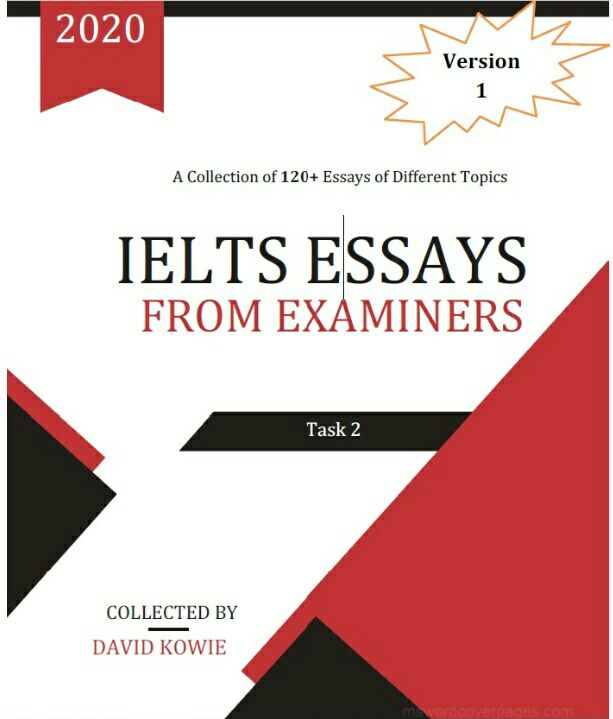 2020
Version
1
A Collection of 120+ Essays of Different Topics
IELTS ESSAYS
FROM EXAMINERS
Task 2
COLLECTED BY
DAVID KOWIE
mswordcoverpages.com